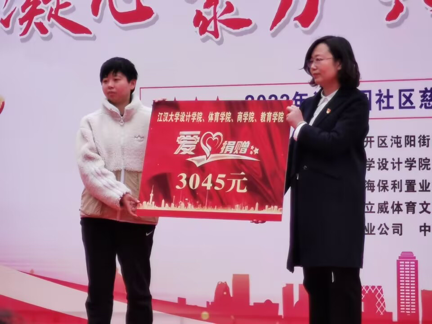 凝心聚力
2023年
社区慈
江汉大学设计学院、体育学院、商学院、教育学院
爱
捐赠
3045元
开区沌阳街
学设计学院
海保利置业
立威体育文
业公司 中